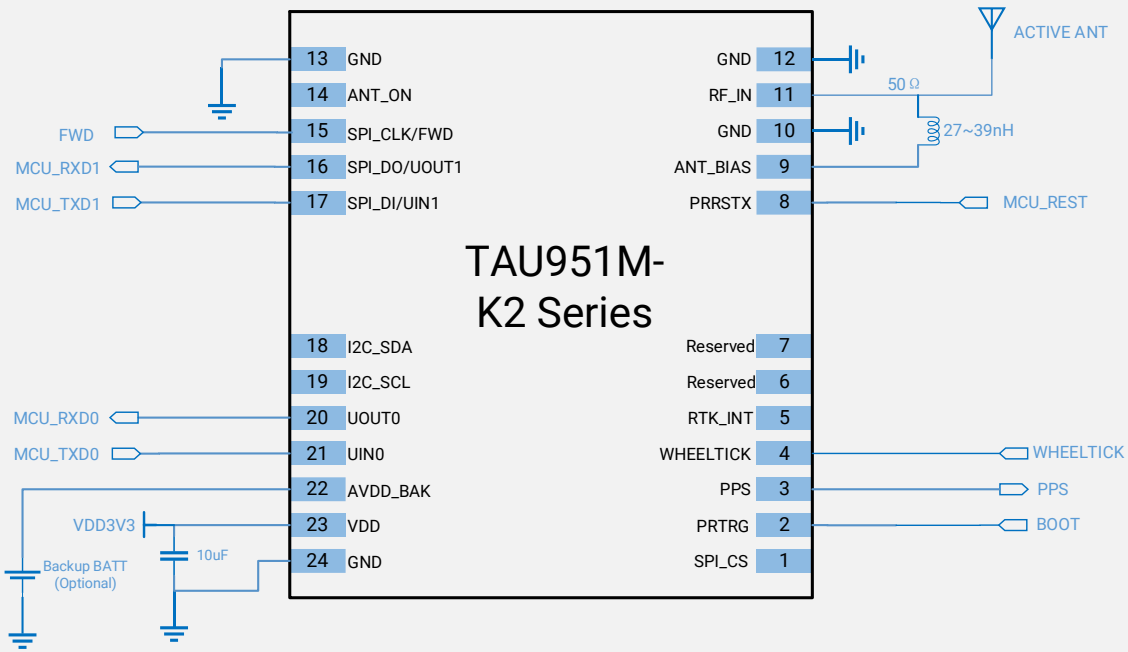 ACTIVE ANT
13 GND
GND 12
14 ANT_ON
RF_IN 11
50 Ω
FWD
15 SPI_CLK/FWD
GND 10
27~39nH
MCU_RXD1
16 SPI_DO/UOUT1
ANT_BIAS 9
MCU_TXD1
17 SPI_DI/UIN1
PRRSTX 8
MCU_REST
TAU951M-
K2 Series
18 I2C_SDA
Reserved 7
19 I2C_SCL
Reserved 6
MCU_RXD0
20 UOUT0
RTK_INT 5
MCU_TXD0
21 UIN0
WHEELTICK 4
WHEELTICK
22 AVDD_BAK
PPS 3
PPS
VDD3V3
23 VDD
PRTRG 2
BOOT
10uF
24 GND
SPI_CS 1
Backup BATT
(Optional)